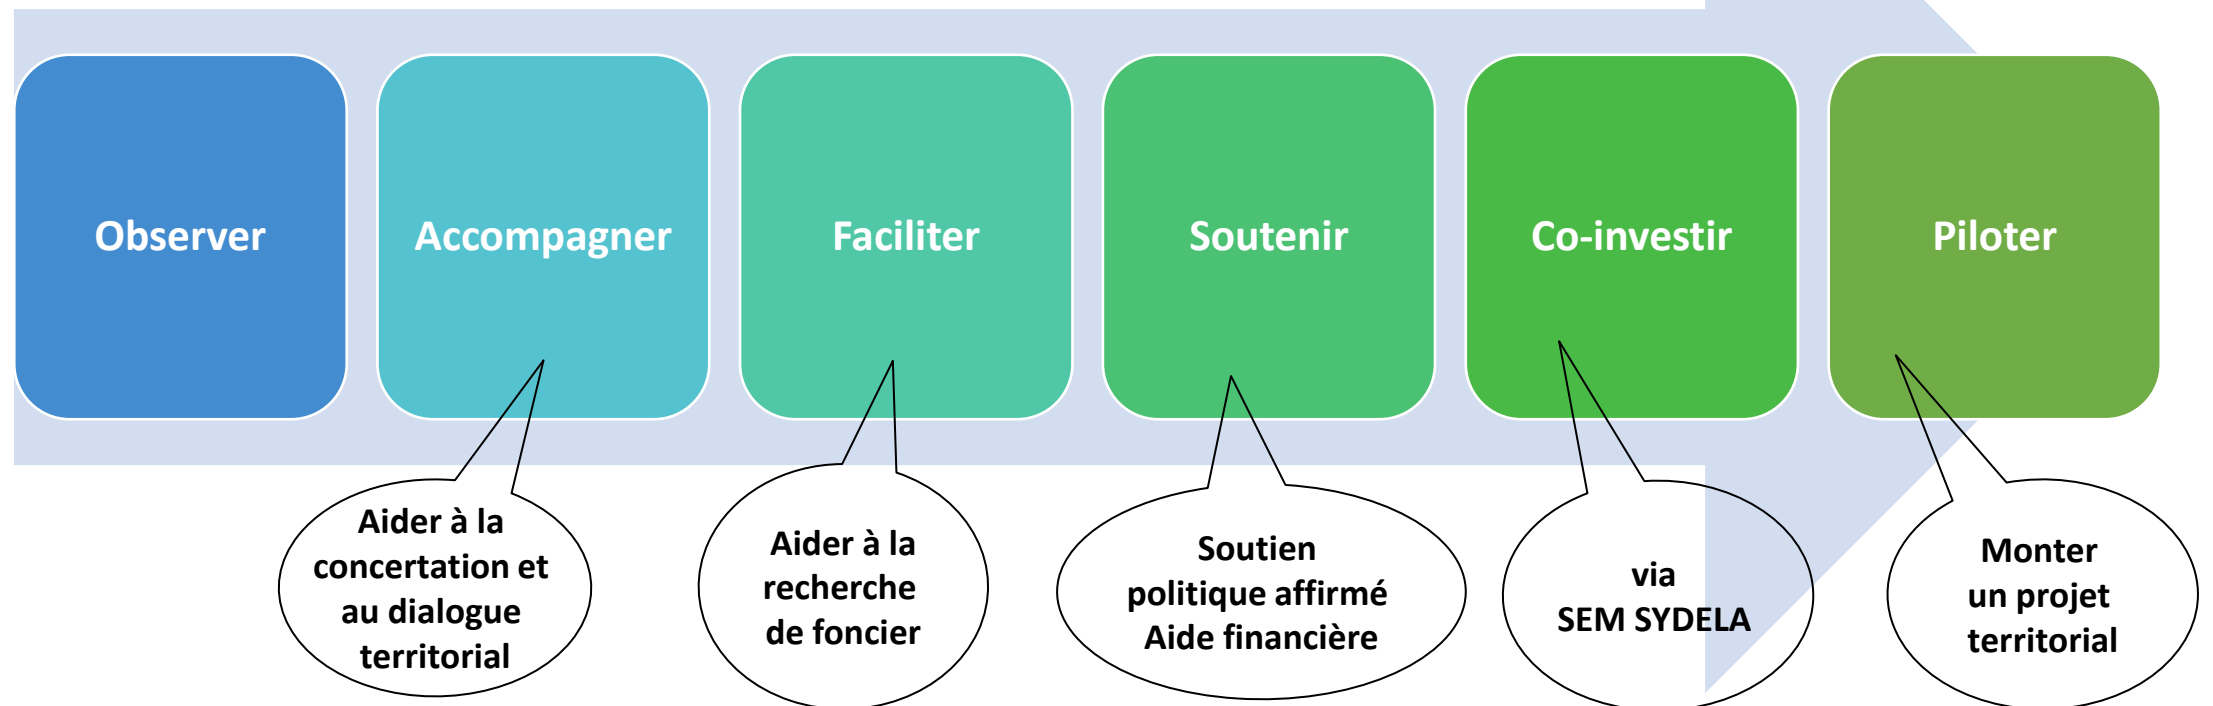 Observer
Accompagner
Faciliter
Soutenir
Co-investir
Piloter
Aider à la
concertation et
au dialogue
territorial
Aider à la
recherche
de foncier
Soutien
politique affirmé
Aide financière
via
SEM SYDELA
Monter
un projet
territorial